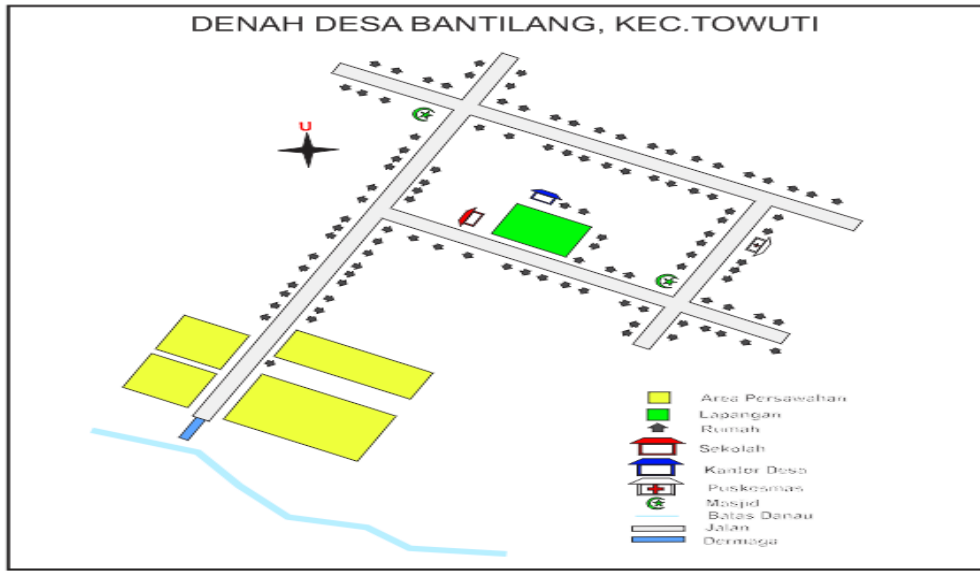 DENAH DESA BANTILANG, KEC.TOWUTI
U
Area Persawahan
Lapangan
Rumah
Sekolah
Kantor Desa
Puskesmas
Masjid
Batas Danau
Jalan
Dermaga